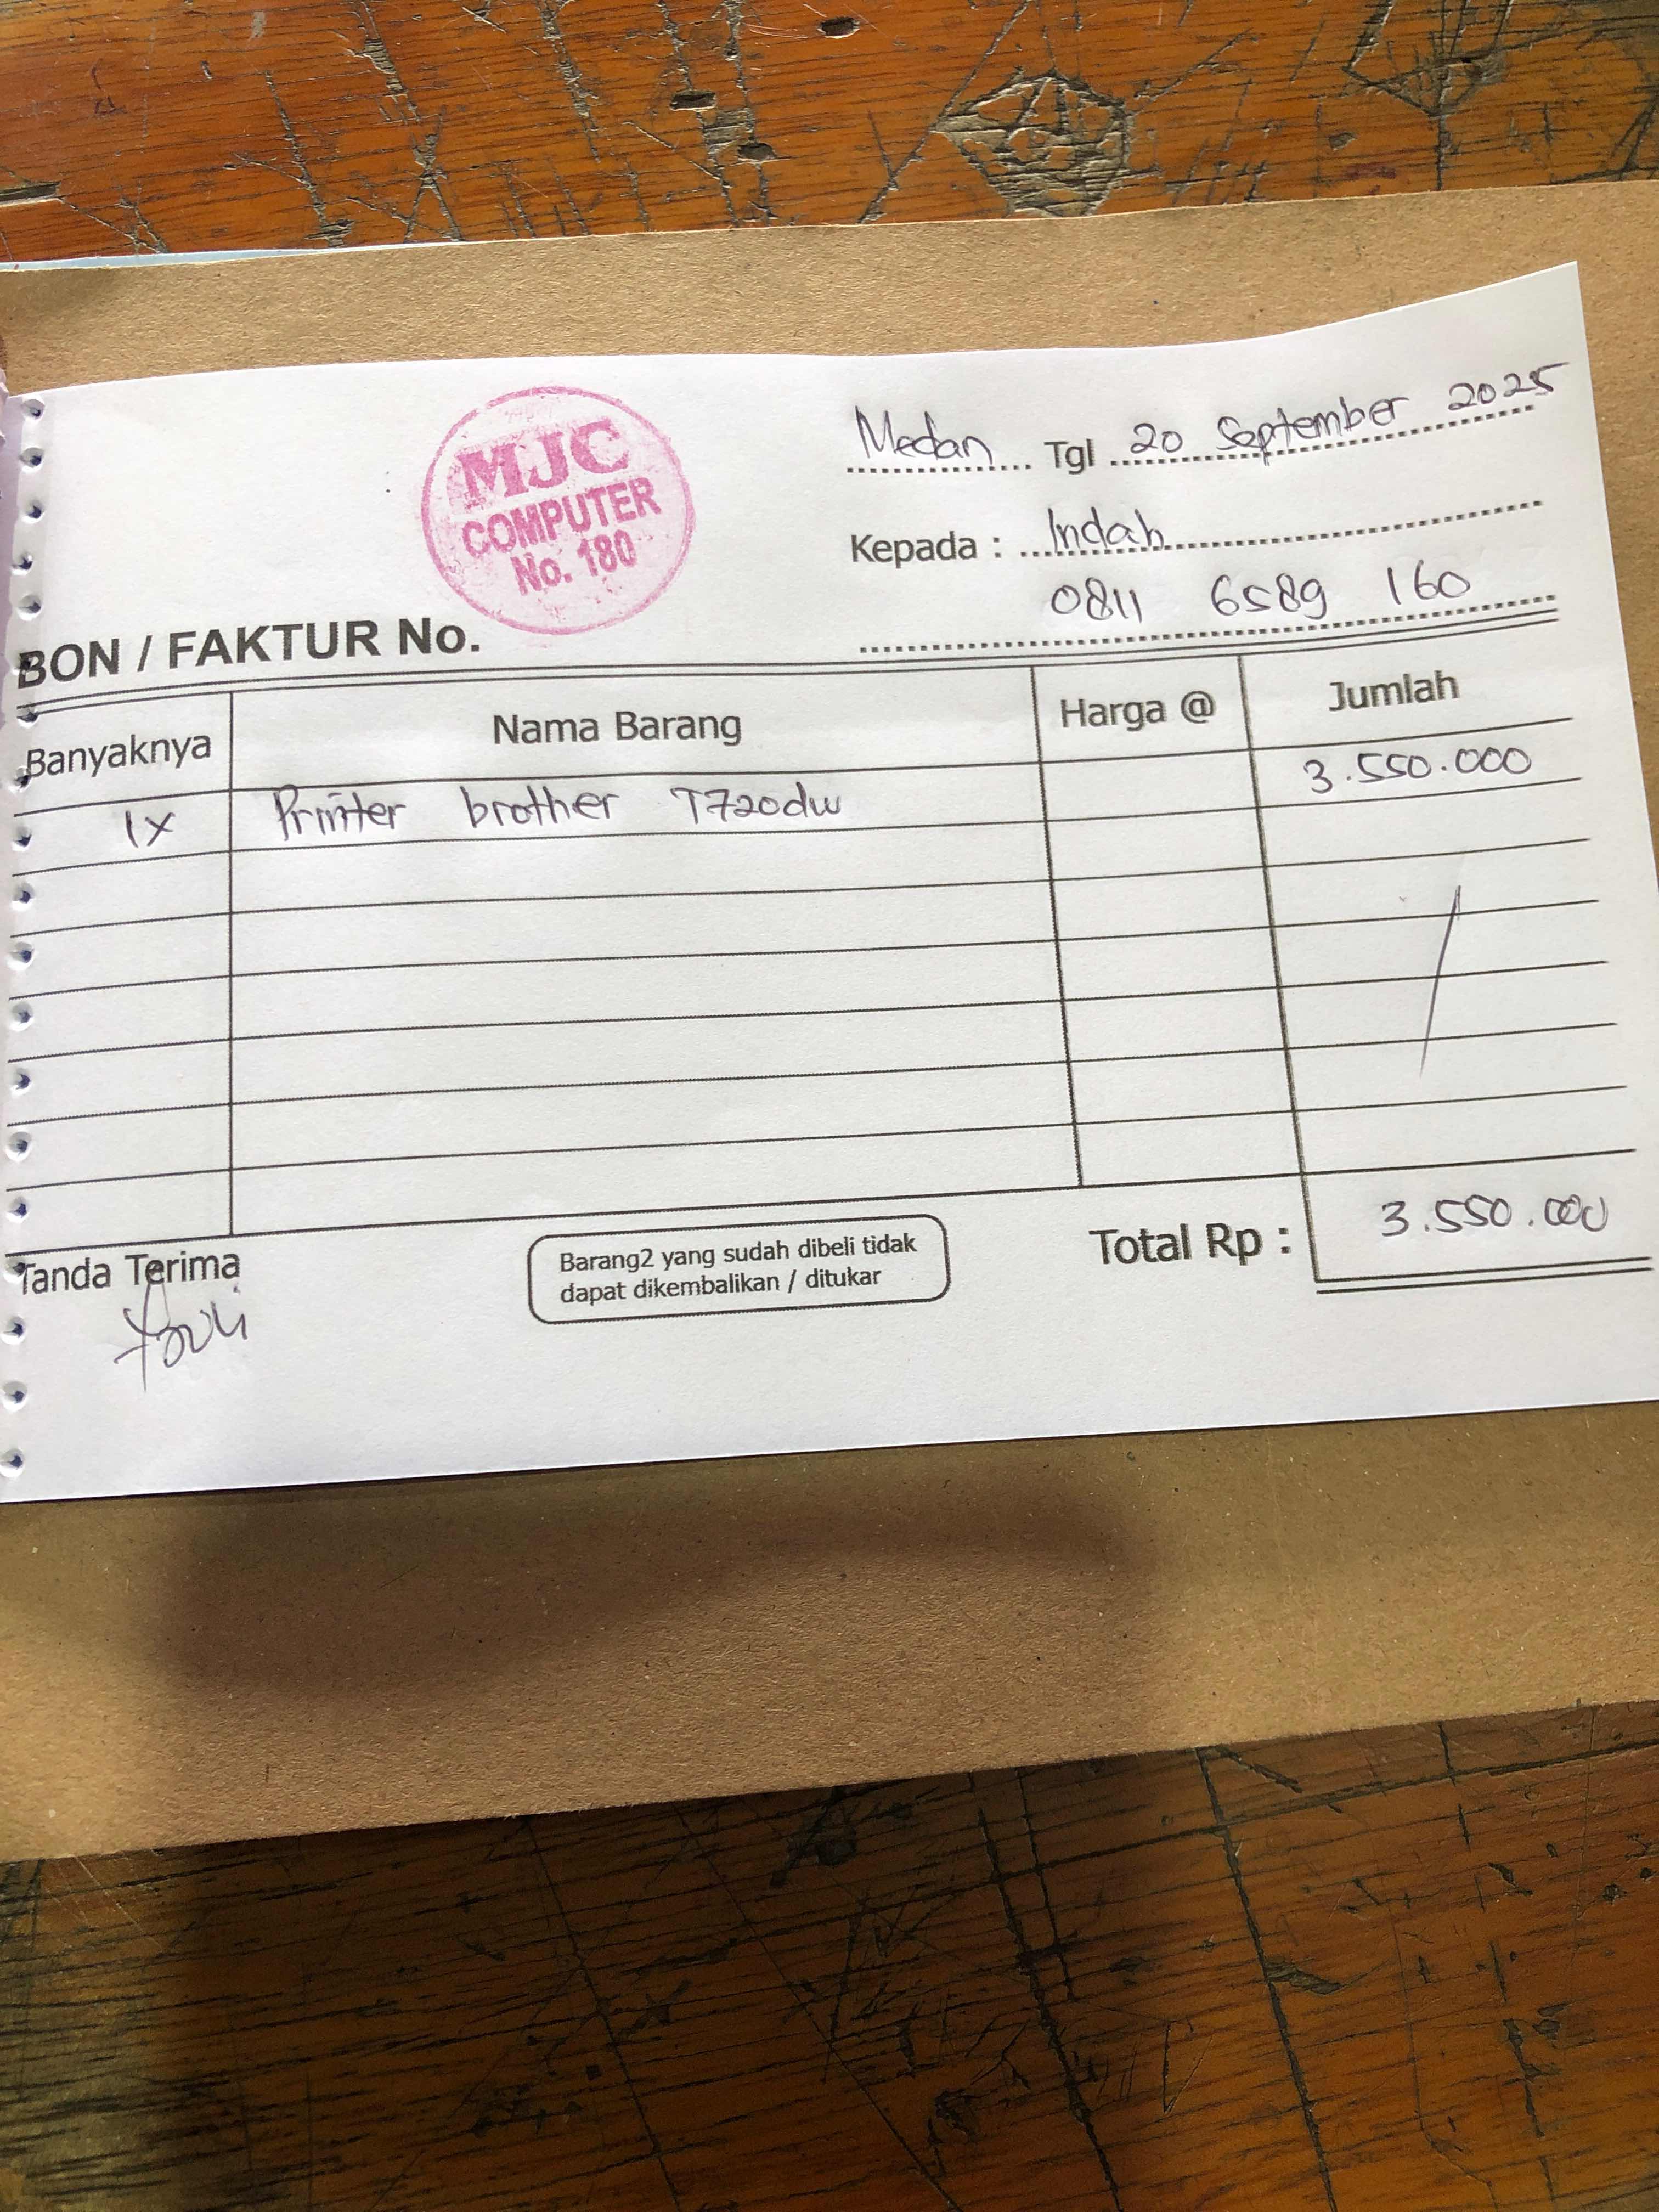 MJC
COMPUTER
No. 180
Medan Tgl 20 September 2025
Kepada : Indah
0811 6589 160
BON / FAKTUR No.
Banyaknya Nama Barang Harga @ Jumlah
1x Printer brother T720dw 3.550.000
Total Rp : 3.550.000
Tanda Terima
Barang2 yang sudah dibeli tidak
dapat dikembalikan / ditukar